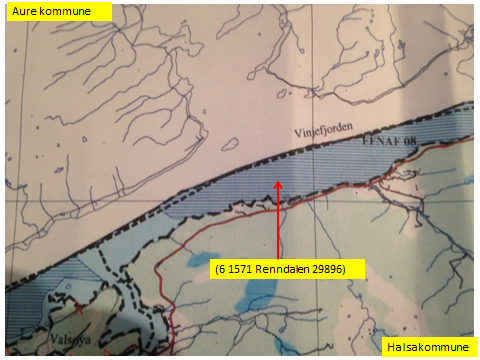 Aure kommune
Vinjefjorden
FFNAF 08
(6 1571 Renndalen 29896)
Valsøya
Halsakommune